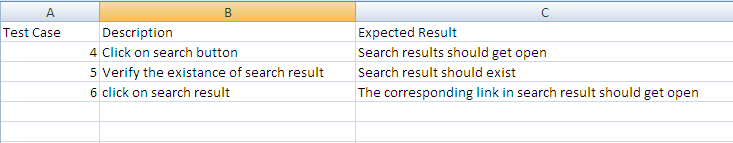 A B C
Test Case Description Expected Result
4 Click on search button Search results should get open
5 Verify the existance of search result Search result should exist
6 click on search result The corresponding link in search result should get open